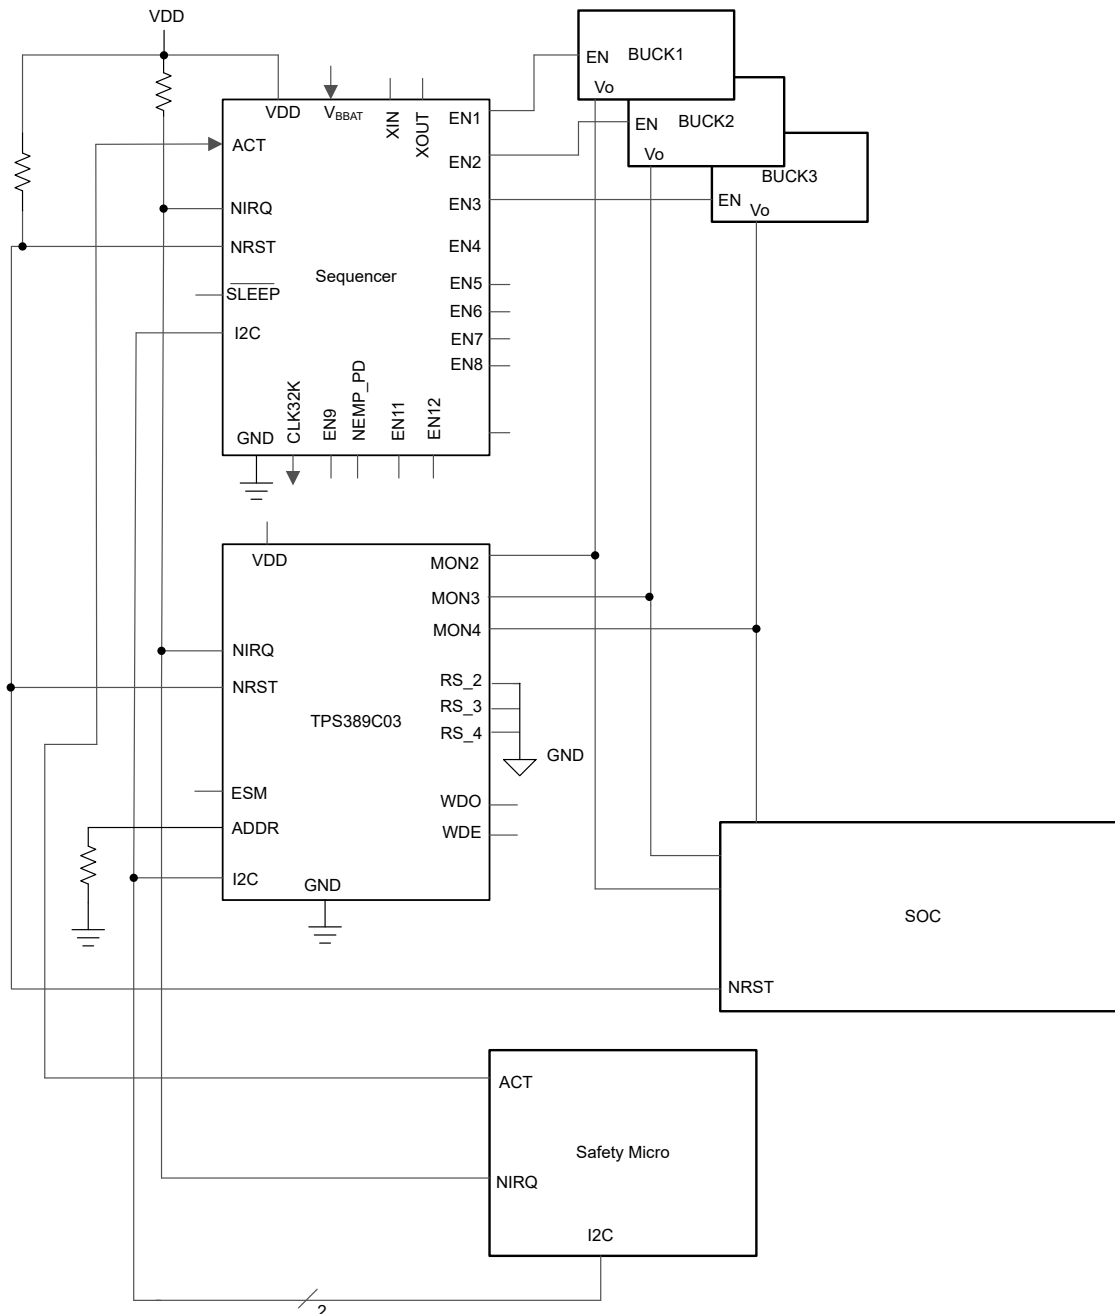 VDD
BUCK1
EN
Vo
BUCK2
EN
Vo
BUCK3
EN
Vo
VDD
VBBAT
XIN
XOUT
EN1
ACT
EN2
NIRQ
EN3
NRST
EN4
Sequencer
SLEEP
EN5
EN6
I2C
EN7
EN8
GND
CLK32K
EN9
NEMP_PD
EN11
EN12
VDD
MON2
MON3
MON4
NIRQ
NRST
RS_2
RS_3
RS_4
TPS389C03
GND
ESM
WDO
ADDR
WDE
I2C
GND
SOC
NRST
ACT
Safety Micro
NIRQ
I2C
2